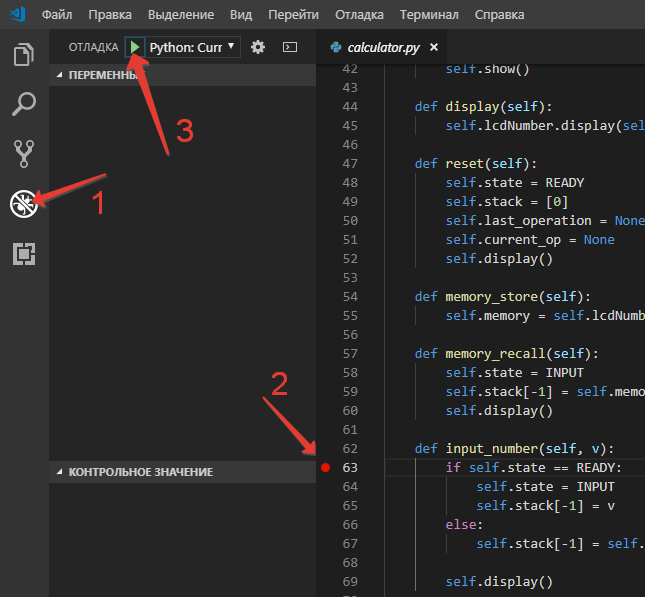 Файл Правка Выделение Вид Перейти Отладка Терминал Справка
ОТЛАДКА Python: Curr
calculator.py
ПЕРЕМЕННЫЕ
3
1
2
КОНТРОЛЬНОЕ ЗНАЧЕНИЕ
42 self.show()
43
44 def display(self):
45 self.lcdNumber.display(sel
46
47 def reset(self):
48 self.state = READY
49 self.stack = [0]
50 self.last_operation = None
51 self.current_op = None
52 self.display()
53
54 def memory_store(self):
55 self.memory = self.lcdNumb
56
57 def memory_recall(self):
58 self.state = INPUT
59 self.stack[-1] = self.memo
60 self.display()
61
62 def input_number(self, v):
63 if self.state == READY:
64 self.state = INPUT
65 self.stack[-1] = v
66 else:
67 self.stack[-1] = self.
68
69 self.display()